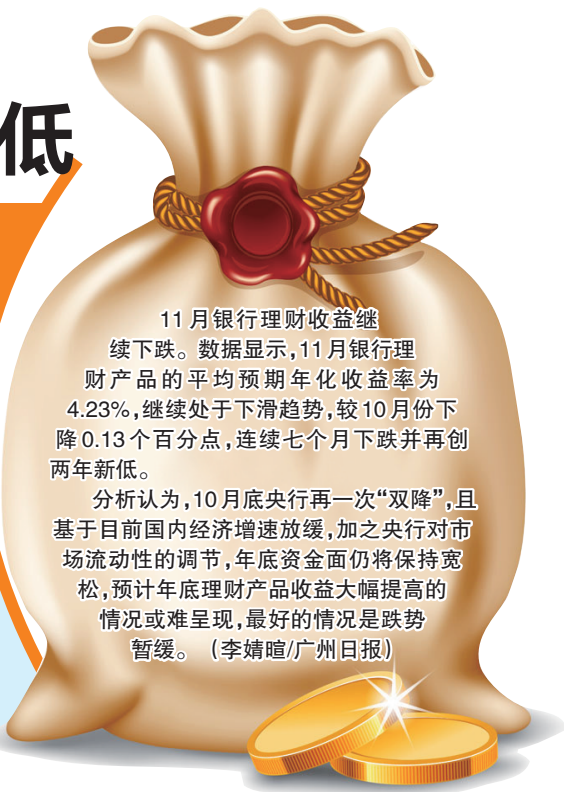 低
11月银行理财收益继
续下跌。数据显示,11月银行理
财产品的平均预期年化收益率为
4.23%,继续处于下滑趋势,较10月份下
降0.13个百分点,连续七个月下跌并再创
两年新低。
分析认为,10月底央行再一次“双降”,且
基于目前国内经济增速放缓,加之央行对市
场流动性的调节,年底资金面仍将保持宽
松,预计年底理财产品收益大幅提高的
情况或难呈现,最好的情况是跌势
暂缓。(李婧暄/广州日报)